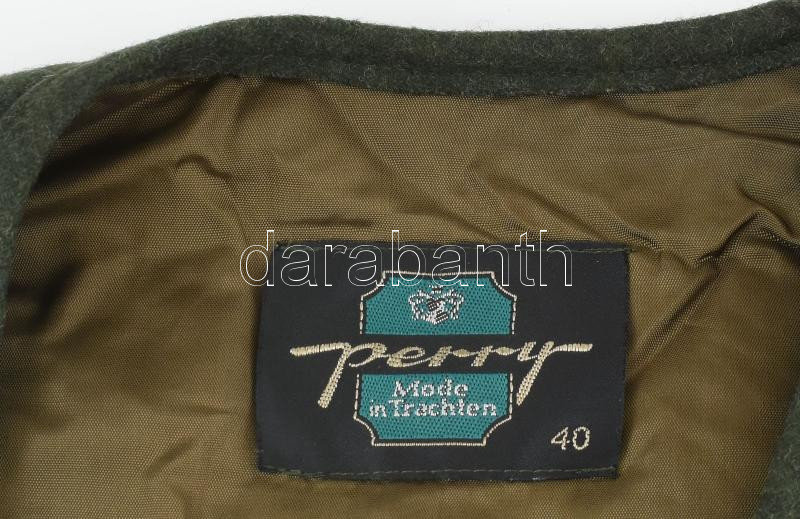 darabanth
perry
Mode
in Trachten
40